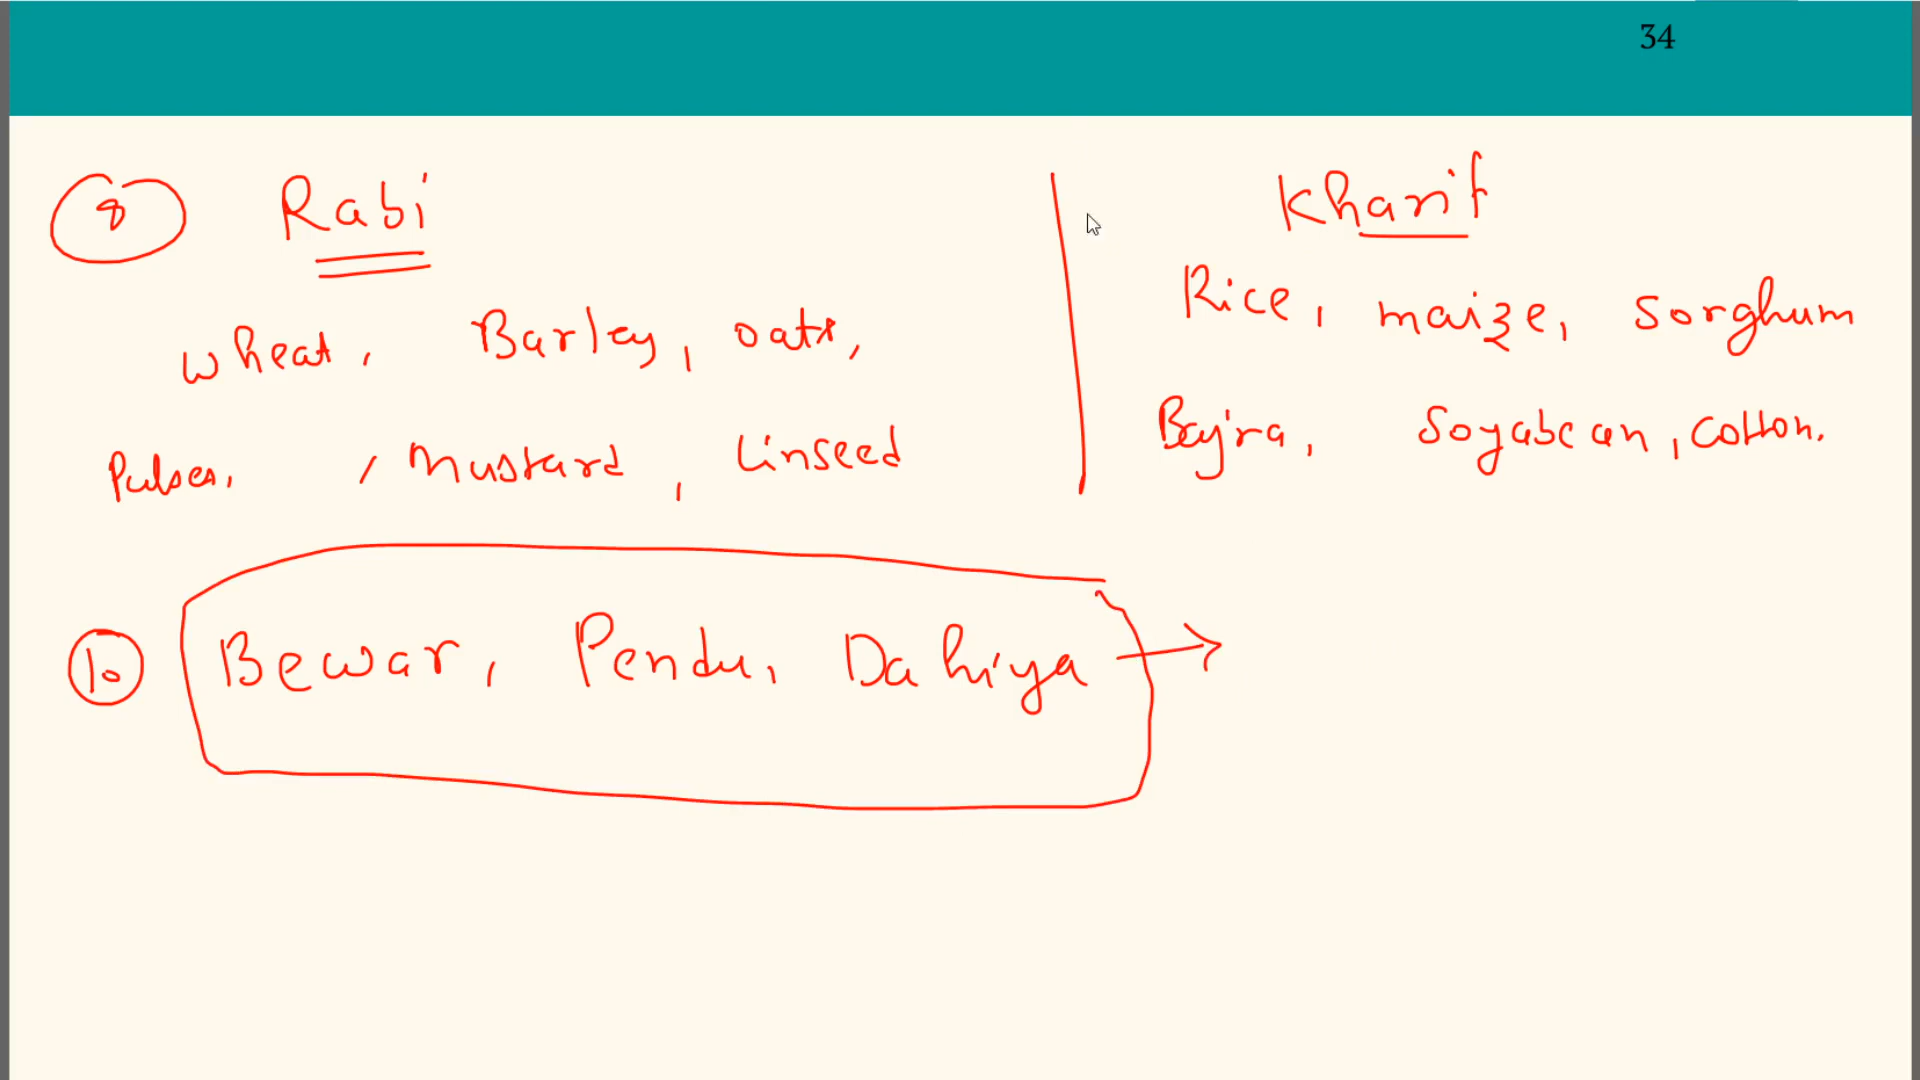 34
8 Rabi
wheat, Barley, oats,
Pulses, , mustard, Linseed
Kharif
Rice, maize, Sorghum
Bajra, Soyabean, Cotton.
10 Bewar, Pendu, Dahiya →